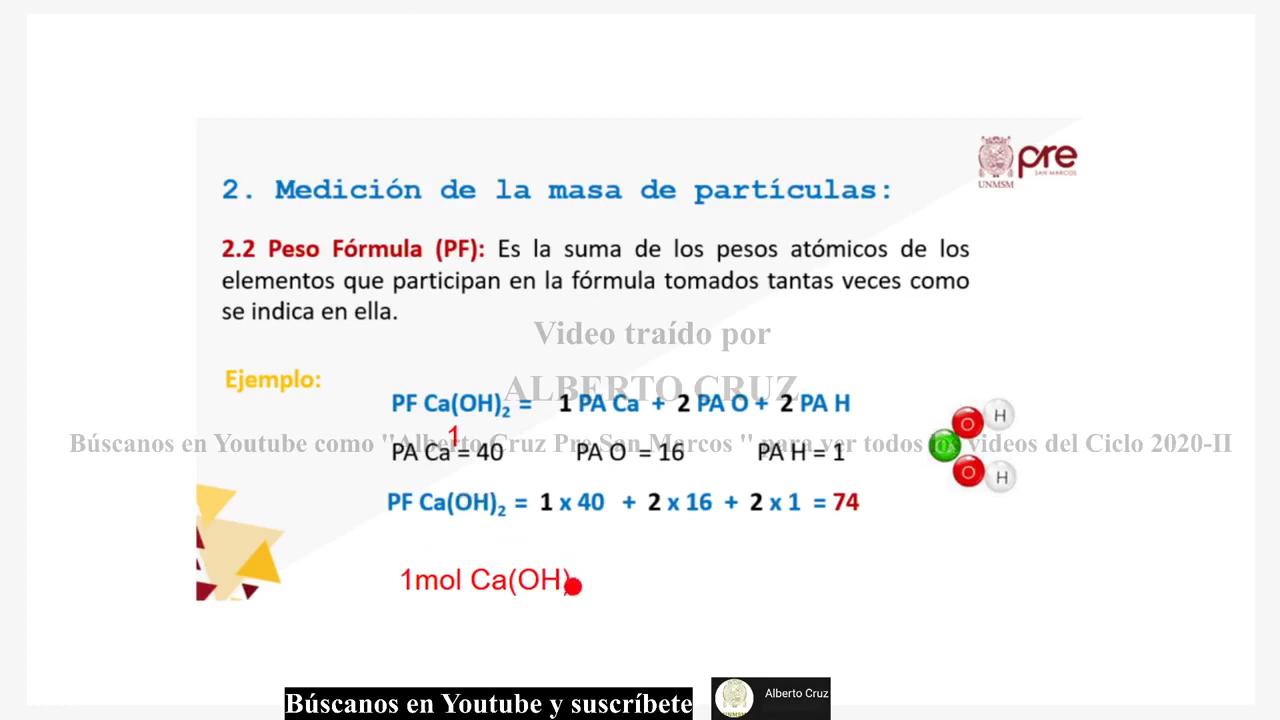 pre
SAN MARCOS
UNMSM
2. Medición de la masa de partículas:
2.2 Peso Fórmula (PF): Es la suma de los pesos atómicos de los
elementos que participan en la fórmula tomados tantas veces como
se indica en ella.
Video traído por
Ejemplo:
ALBERTO CRUZ
PF Ca(OH)₂ = 1 PA Ca + 2 PA O + 2 PA H
1
Búscanos en Youtube como "Alberto Cruz Pre San Marcos " para ver todos los videos del Ciclo 2020-II
PA Ca = 40 PA O = 16 PA H = 1
O H
O H
PF Ca(OH)₂ = 1 x 40 + 2 x 16 + 2 x 1 = 74
1mol Ca(OH)
Búscanos en Youtube y suscríbete
Alberto Cruz
UNMSM